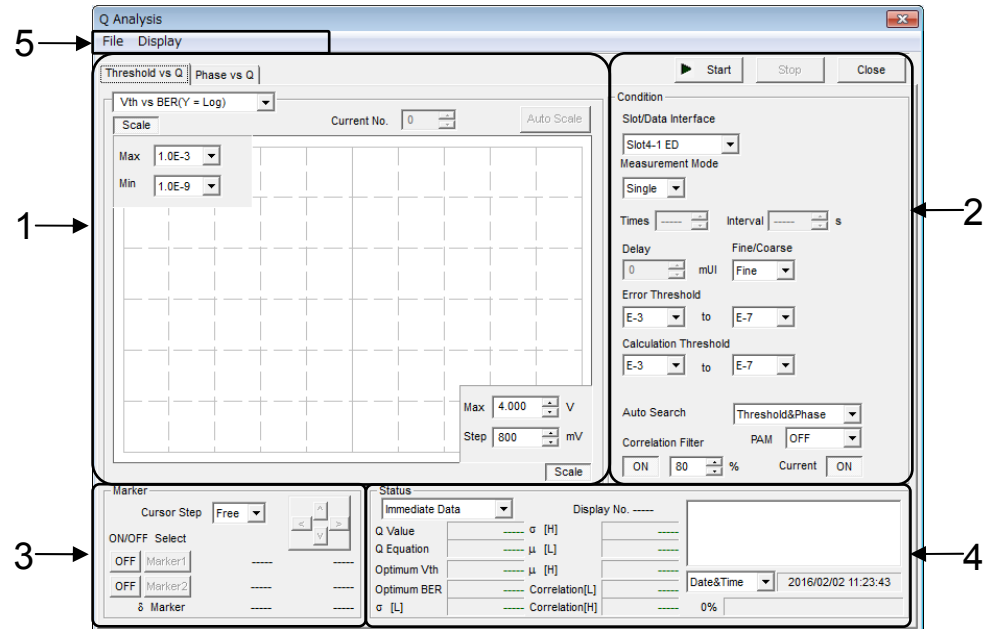 Q Analysis
5
File Display
Threshold vs Q Phase vs Q
Start Stop Close
Vth vs BER(Y = Log)
Scale
Current No. 0 Auto Scale
Max 1.0E-3
Min 1.0E-9
1
Max 4.000 V
Step 800 mV
Scale
Condition
Slot/Data Interface
Slot4-1 ED
Measurement Mode
Single
2
Times ----- Interval ----- s
Delay Fine/Coarse
0 mUI Fine
Error Threshold
E-3 to E-7
Calculation Threshold
E-3 to E-7
Auto Search Threshold&Phase
PAM OFF
Correlation Filter
ON 80 % Current ON
Marker
Cursor Step Free
ON/OFF Select
3
OFF Marker1 ----- -----
OFF Marker2 ----- -----
δ Marker ----- -----
Status
Immediate Data Display No. -----
Q Value ----- σ [H] -----
Q Equation ----- μ [L] -----
Optimum Vth ----- μ [H] -----
Optimum BER ----- Correlation[L] -----
σ [L] ----- Correlation[H] -----
4
Date&Time 2016/02/02 11:23:43
0%